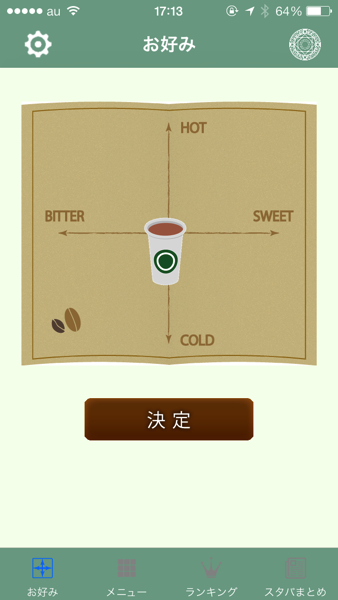 au 17:13 64%
お好み
HOT
BITTER SWEET
COLD
決定
お好み メニュー ランキング スタバまとめ